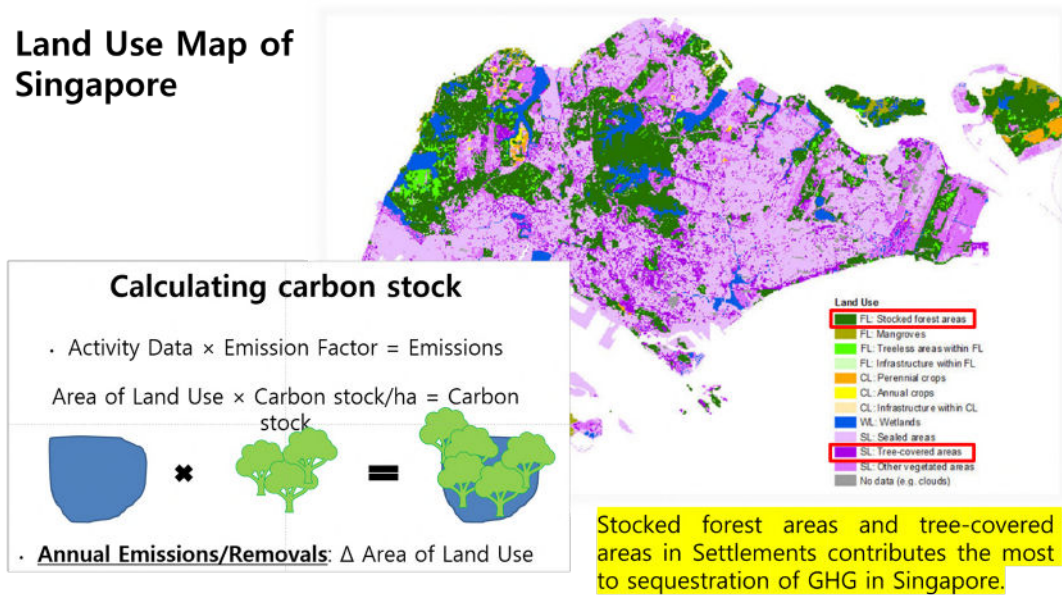 Land Use Map of
Singapore
Calculating carbon stock
· Activity Data × Emission Factor = Emissions
Area of Land Use × Carbon stock/ha = Carbon
stock
· Annual Emissions/Removals: Δ Area of Land Use
Land Use
FL: Stocked forest areas
FL: Mangroves
FL: Treeless areas within FL
FL: Infrastructure within FL
CL: Perennial crops
CL: Annual crops
CL: Infrastructure within CL
WL: Wetlands
SL: Sealed areas
SL: Tree-covered areas
SL: Other vegetated areas
No data (e.g. clouds)
Stocked forest areas and tree-covered
areas in Settlements contributes the most
to sequestration of GHG in Singapore.